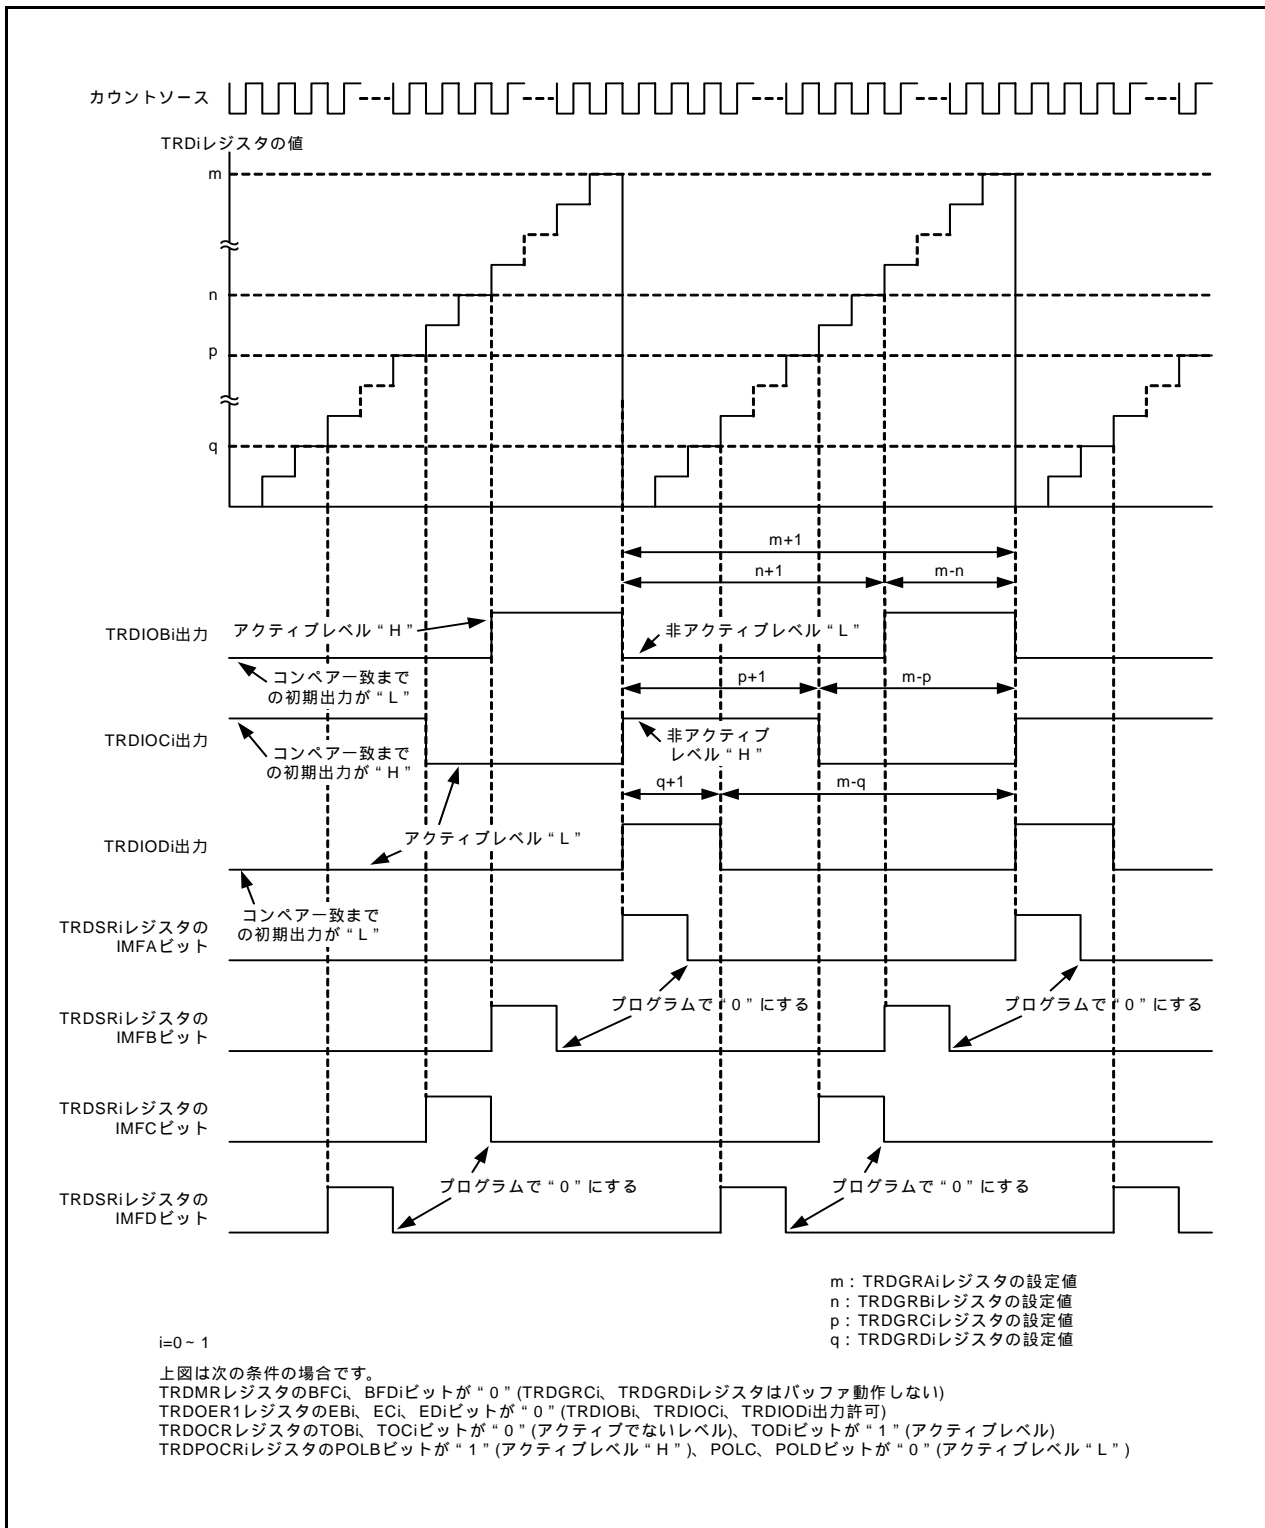 カウントソース
TRDiレジスタの値
m
n
p
q
m+1
n+1
m-n
TRDIOBi出力
アクティブレベル“H”
非アクティブレベル“L”
コンペア一致まで
の初期出力が“L”
p+1
m-p
TRDIOCi出力
コンペア一致まで
の初期出力が“H”
非アクティブ
レベル“H”
q+1
m-q
アクティブレベル“L”
TRDIODi出力
コンペア一致まで
の初期出力が“L”
TRDSRiレジスタの
IMFAビット
プログラムで“0”にする
プログラムで“0”にする
TRDSRiレジスタの
IMFBビット
TRDSRiレジスタの
IMFCビット
プログラムで“0”にする
プログラムで“0”にする
TRDSRiレジスタの
IMFDビット
m:TRDGRAiレジスタの設定値
n:TRDGRBiレジスタの設定値
p:TRDGRCiレジスタの設定値
q:TRDGRDiレジスタの設定値
i=0~1
上図は次の条件の場合です。
TRDMRレジスタのBFCi、BFDiビットが“0”(TRDGRCi、TRDGRDiレジスタはバッファ動作しない)
TRDOER1レジスタのEBi、ECi、EDiビットが“0”(TRDIOBi、TRDIOCi、TRDIODi出力許可)
TRDOCRレジスタのTOBi、TOCiビットが“0”(アクティブでないレベル)、TODiビットが“1”(アクティブレベル)
TRDPOCRiレジスタのPOLBビットが“1”(アクティブレベル“H”)、POLC、POLDビットが“0”(アクティブレベル“L”)